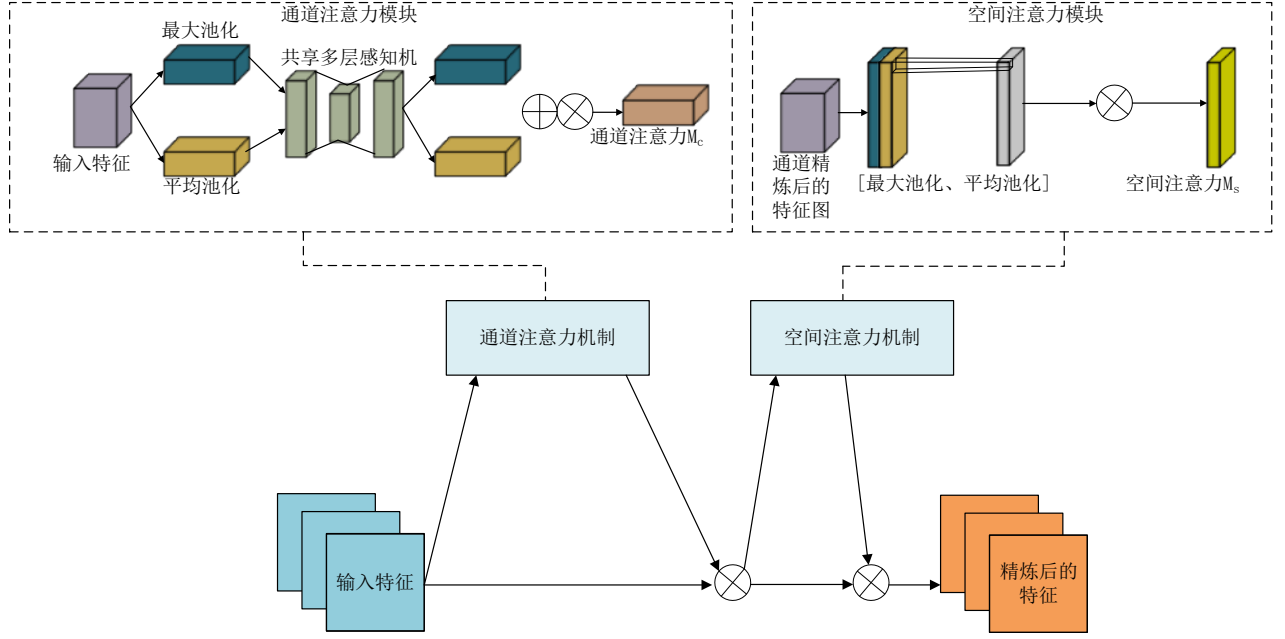 通道注意力模块
最大池化
共享多层感知机
输入特征
平均池化
通道注意力Mc
空间注意力模块
通道精
炼后的
特征图
[最大池化、平均池化]
空间注意力Ms
通道注意力机制
空间注意力机制
输入特征
精炼后的
特征